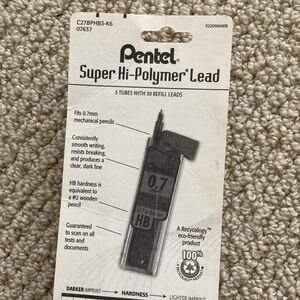 C27BPHB3-K6
07637
X22096WEB
Pentel®
Super Hi-Polymer® Lead
3 TUBES WITH 30 REFILL LEADS
Fits 0.7mm
mechanical pencils
Consistently
smooth writing,
resists breaking,
and produces a
clear, dark line
HB hardness is
equivalent to
a #2 wooden
pencil
Guaranteed
to scan on all
tests and
documents
0.7
HB
A Recycology™
eco-friendly
product
100%
DARKER IMPRINT HARDNESS LIGHTER IMPRINT